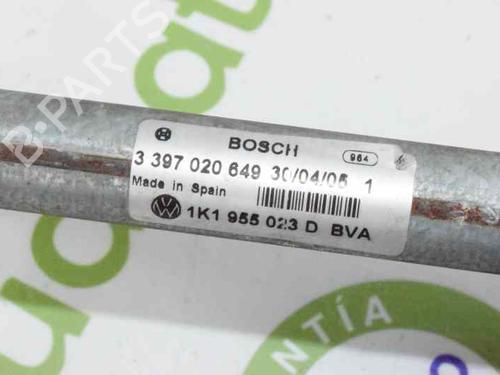 B-PARTS
BOSCH
964
3 397 020 649 30/04/05 1
Made in Spain
1K1 955 023 D BVA
NTÍA